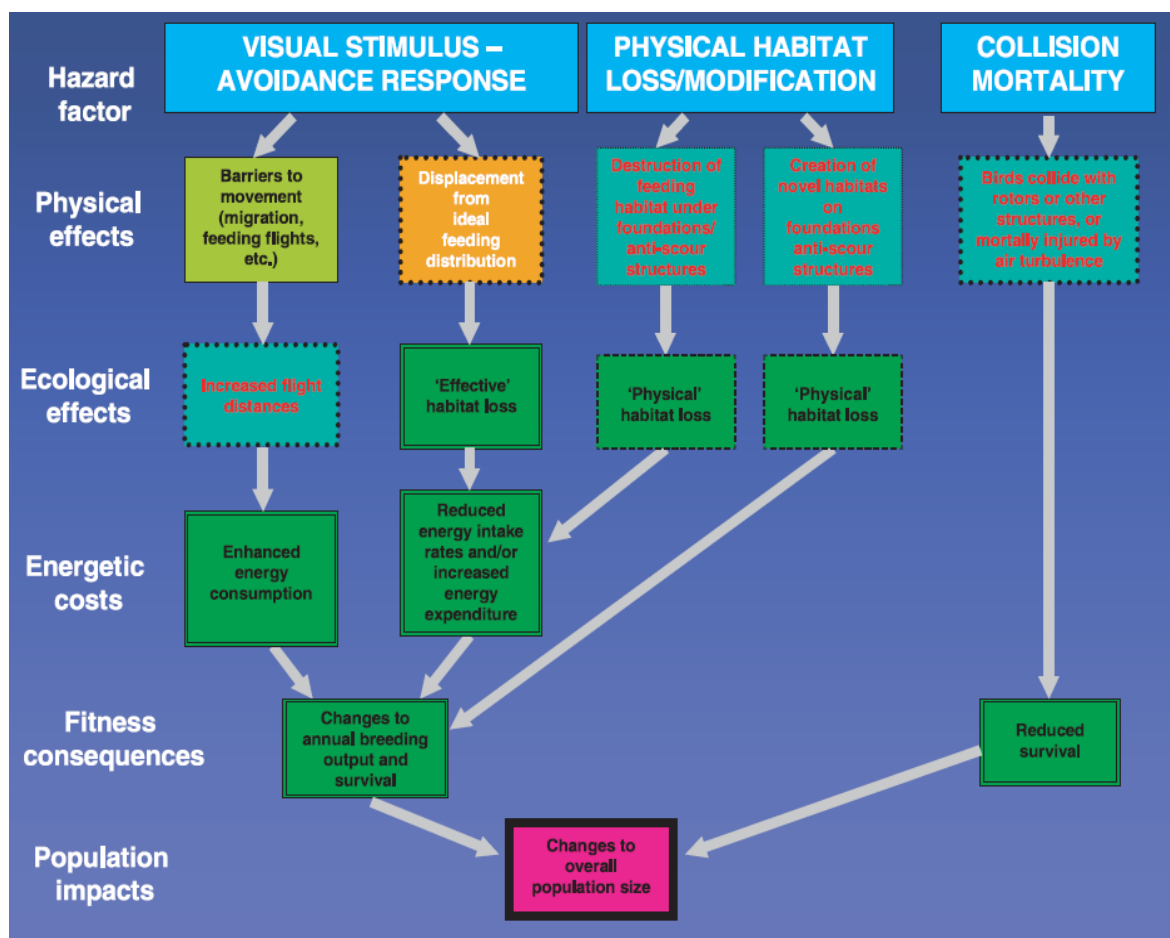 Hazard
factor
VISUAL STIMULUS –
AVOIDANCE RESPONSE
PHYSICAL HABITAT
LOSS/MODIFICATION
COLLISION
MORTALITY
Physical
effects
Barriers to
movement
(migration,
feeding flights,
etc.)
Displacement
from
ideal
feeding
distribution
Destruction of
feeding
habitat under
foundations/
anti-scour
structures
Creation of
novel habitats
on
foundations
anti-scour
structures
Birds collide with
rotors or other
structures, or
mortally injured by
air turbulence
Ecological
effects
Increased flight
distances
'Effective'
habitat loss
'Physical'
habitat loss
'Physical'
habitat loss
Energetic
costs
Enhanced
energy
consumption
Reduced
energy intake
rates and/or
increased
energy
expenditure
Fitness
consequences
Changes to
annual breeding
output and
survival
Reduced
survival
Population
impacts
Changes to
overall
population size